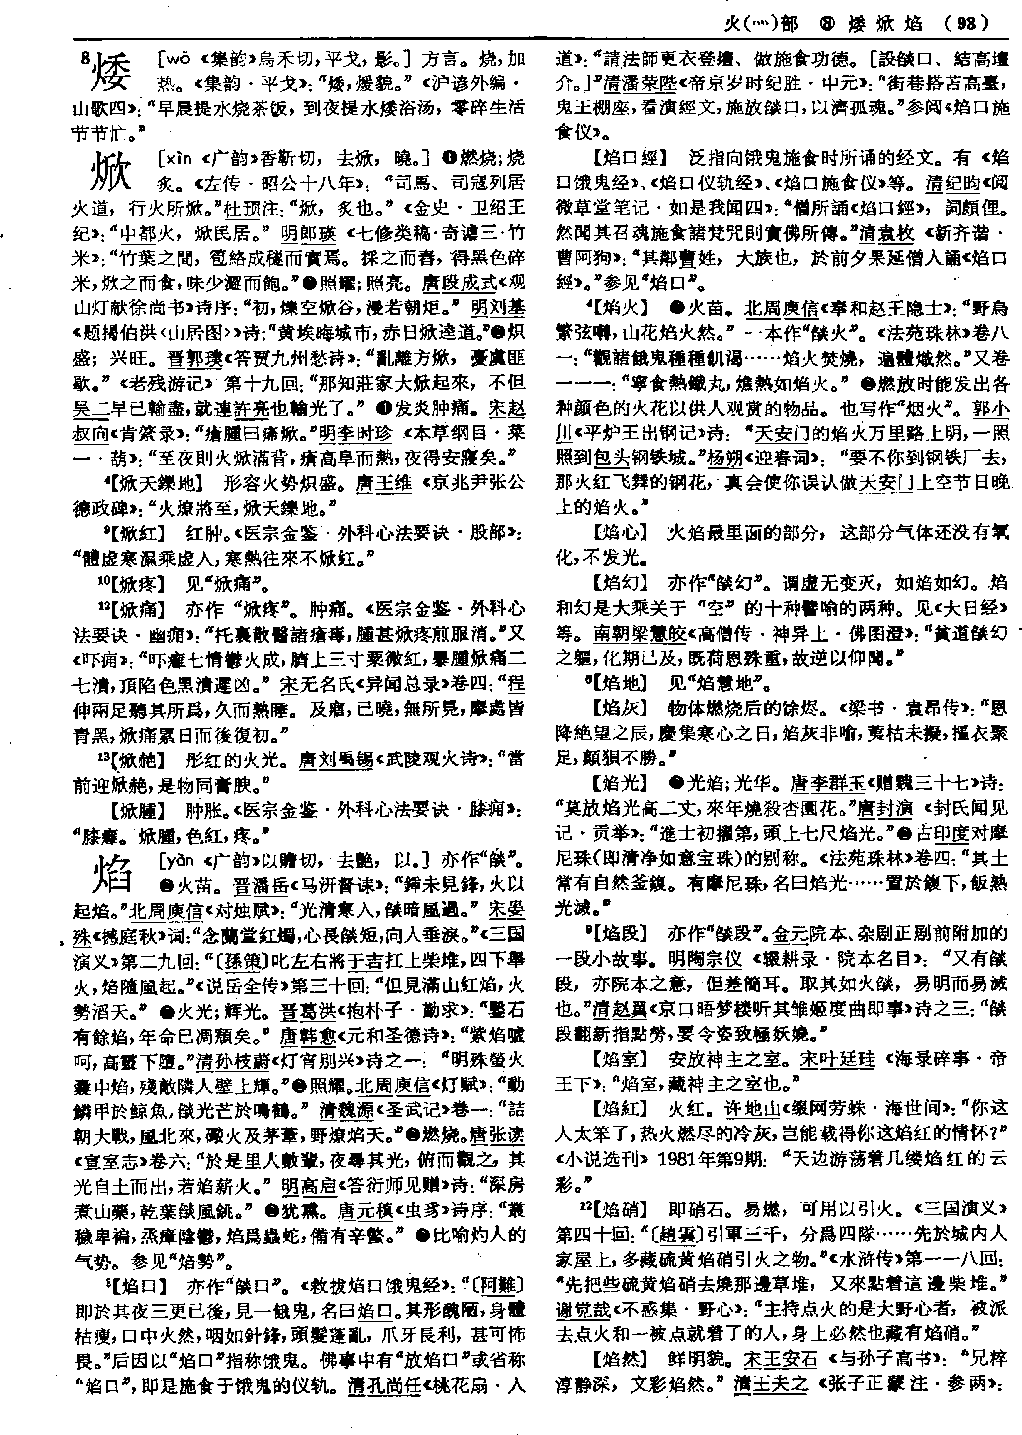 火(灬)部 ⑧ 焥 焮 焰 (93)
8 [wō 《集韵》乌禾切,平戈,影。] 方言。烧,加
热。《集韵·平戈》:“ 《沪谚外编·
山歌四》:“早晨提水烧茶饭,到夜提水 浴汤,零碎生活
节节忙。”
焮 [xìn 《广韵》香靳切,去焮,曉。] ❶燃烧;烧
炙。《左传·昭公十八年》:“司馬、司寇列居
火道,行火所焮。”杜预注:“焮,炙也。”《金史·卫绍王
纪》:“中都火,焮民居。”明郎瑛《七修类稿·奇谑三·竹
米》:“竹葉之間,籜絡成穟而實焉。採之而舂,得黑色碎
米,炊之而食,味少澀而飽。”❷照耀;照亮。唐段成式《观
山灯献徐尚书》诗序:“初,爍空焮谷,漫若朝炬。”明刘基
《题揭伯洪〈山居图〉》诗:“黄埃晦城市,赤日焮逵道。”❸炽
盛;兴旺。晋郭璞《答贾九州愁诗》:“亂離方焮,憂虞匪
歇。”《老残游记》第十九回:“那知莊家大焮起來,不但
吴二早已輸盡,就連許亮也輸光了。”❹发炎肿痛。宋赵
叔向《肯綮录》:“瘡腫曰痛焮。”明李时珍《本草纲目·菜
一·葫》:“至夜則火焮滿背,瘡高阜而熱,夜得安寢矣。”
4【焮天鑠地】 形容火势炽盛。唐王维《京兆尹张公
德政碑》:“火燎將至,焮天鑠地。”
9【焮紅】 红肿。《医宗金鉴·外科心法要诀·股部》:
“體虛寒濕乘虛人,寒熱往來不焮紅。”
10【焮疼】 见“焮痛”。
12【焮痛】 亦作“焮疼”。肿痛。《医宗金鉴·外科心
法要诀·幽痈》:“托裏散醫諸瘡毒,腫甚焮疼煎服消。”又
《吓痈》:“吓癰七情鬱火成,臍上三寸粟微紅,暴腫焮痛二
七潰,頂陷色黑潰遲凶。”宋无名氏《异闻总录》卷四:“程
伸兩足聽其所爲,久而熟睡。及寤,已曉,無所見,摩處皆
青黑,焮痛累日而後復初。”
13【焮赩】 彤红的火光。唐刘禹锡《武陵观火诗》:“當
前迎焮赩,是物同膏腴。”
【焮腫】 肿胀。《医宗金鉴·外科心法要诀·膝痈》:
“膝癰。焮腫,色紅,疼。”
焰 [yàn 《广韵》以贍切,去豔,以。] 亦作“燄”。
❶火苗。晋潘岳《马汧督诔》:“鋒未見鋒,火以
起焰。”北周庾信《对烛赋》:“光清寒入,燄暗風過。”宋晏
殊《撼庭秋》词:“念蘭堂紅燭,心長燄短,向人垂淚。”《三国
演义》第二九回:“〔孫策〕叱左右將于吉扛上柴堆,四下舉
火,焰隨風起。”《说岳全传》第三十回:“但見滿山紅焰,火
勢滔天。”❷火光;辉光。晋葛洪《抱朴子·勤求》:“鑿石
有餘焰,年命已凋頹矣。”唐韩愈《元和圣德诗》:“紫焰噓
呵,高靈下墮。”清孙枝蔚《灯宵别兴》诗之一:“明珠螢火
囊中焰,殘敵隣人壁上輝。”❸照耀。北周庾信《灯赋》:“動
鱗甲於鯨魚,燄光芒於鳴鶴。”清魏源《圣武记》卷一:“詰
朝大戰,風北來,礮火及茅葦,野燎焰天。”❹燃烧。唐张读
《宣室志》卷六:“於是里人數輩,夜尋其光,俯而觀之,其
光自土而出,若焰薪火。”明高启《答衍师见赠》诗:“深房
煮山藥,乾葉燄風銚。”❺犹熏。唐元稹《虫豸》诗序:“叢
穢卑褊,蒸瘴陰鬱,焰爲蟲蛇,備有辛螫。”❻比喻灼人的
气势。参见“焰勢”。
3【焰口】 亦作“燄口”。《救拔焰口饿鬼经》:“〔阿難〕
即於其夜三更已後,見一餓鬼,名曰焰口。其形醜陋,身體
枯瘦,口中火然,咽如針鋒,頭髮蓬亂,爪牙長利,甚可怖
畏。”后因以“焰口”指称饿鬼。佛事中有“放焰口”或省称
“焰口”,即是施食于饿鬼的仪轨。清孔尚任《桃花扇·入
道》:“請法師更衣登壇、做施食功德。[設燄口、結高壇
介。]”清潘荣陛《帝京岁时纪胜·中元》:“街巷搭苫高臺,
鬼王棚座,看演經文,施放燄口,以濟孤魂。”参阅《焰口施
食仪》。
【焰口經】 泛指向饿鬼施食时所诵的经文。有《焰
口饿鬼经》、《焰口仪轨经》、《焰口施食仪》等。清纪昀《阅
微草堂笔记·如是我闻四》:“僧所誦《焰口經》,詞頗俚。
然聞其召魂施食諸梵咒則實佛所傳。”清袁枚《新齐谐·
曹阿狗》:“其鄰曹姓,大族也,於前夕果延僧人誦《焰口
經》。”参见“焰口”。
4【焰火】 ❶火苗。北周庾信《奉和赵王隐士》:“野鳥
繁弦囀,山花焰火然。”一本作“燄火”。《法苑珠林》卷八
一:“觀諸餓鬼種種飢渴……焰火焚燒,遍體熾然。”又卷
一一一:“寧食熱鐵丸,燋熱如焰火。”❷燃放时能发出各
种颜色的火花以供人观赏的物品。也写作“烟火”。郭小
川《平炉王出钢记》诗:“天安门的焰火万里路上明,一照
照到包头钢铁城。”杨朔《迎春词》:“要不你到钢铁厂去,
那火红飞舞的钢花,真会使你误认做天安门上空节日晚
上的焰火。”
【焰心】 火焰最里面的部分,这部分气体还没有氧
化,不发光。
【焰幻】 亦作“燄幻”。谓虚无变灭,如焰如幻。焰
和幻是大乘关于“空”的十种譬喻的两种。见《大日经》
等。南朝梁慧皎《高僧传·神异上·佛图澄》:“貧道燄幻
之軀,化期已及,既荷恩殊重,故逆以仰聞。”
6【焰地】 见“焰慧地”。
【焰灰】 物体燃烧后的馀烬。《梁书·袁昂传》:“恩
降絶望之辰,慶集寒心之日,焰灰非喻,荑枯未擬,摳衣聚
足,顛狽不勝。”
【焰光】 ❶光焰;光华。唐李群玉《赠魏三十七》诗:
“莫放焰光高二丈,來年燒殺杏園花。”唐封演《封氏闻见
记·贡举》:“進士初擢第,頭上七尺焰光。”❷古印度对摩
尼珠(即清净如意宝珠)的别称。《法苑珠林》卷四:“其土
常有自然釜鍑。有摩尼珠,名曰焰光……置於鍑下,飯熟
光滅。”
9【焰段】 亦作“燄段”。金元院本、杂剧正剧前附加的
一段小故事。明陶宗仪《辍耕录·院本名目》:“又有燄
段,亦院本之意,但差簡耳。取其如火燄,易明而易滅
也。”清赵翼《京口晤梦楼听其雏姬度曲即事》诗之三:“燄
段翻新指點勞,要令姿致極妖嬈。”
【焰室】 安放神主之室。宋叶廷珪《海录碎事·帝
王下》:“焰室,藏神主之室也。”
【焰紅】 火红。许地山《缀网劳蛛·海世间》:“你这
人太笨了,热火燃尽的冷灰,岂能载得你这焰红的情怀?”
《小说选刊》1981年第9期:“天边游荡着几缕焰红的云
彩。”
12【焰硝】 即硝石。易燃,可用以引火。《三国演义》
第四十回:“〔趙雲〕引軍三千,分爲四隊……先於城内人
家屋上,多藏硫黄焰硝引火之物。”《水浒传》第一一八回:
“先把些硫黄焰硝去燒那邊草堆,又來點着這邊柴堆。”
谢觉哉《不惑集·野心》:“主持点火的是大野心者,被派
去点火和一被点就着了的人,身上必然也藏有焰硝。”
【焰然】 鲜明貌。宋王安石《与孙子高书》:“兄粹
淳静深,文彩焰然。”清王夫之《张子正蒙注·参两》: